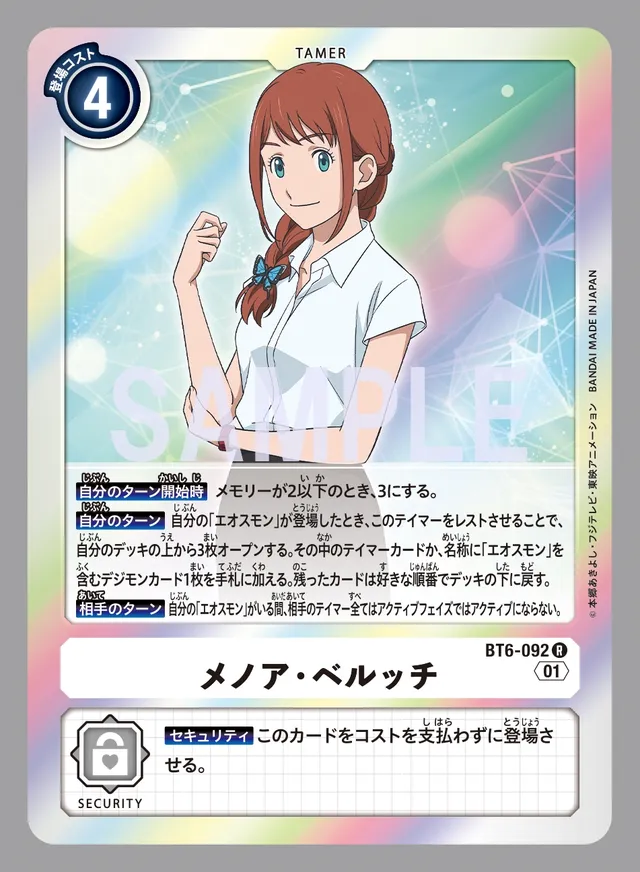 TAMER
登場コスト
4
SAMPLE
自分のターン開始時 メモリーが2以下のとき、3にする。
自分のターン 自分の「エオスモン」が登場したとき、このテイマーをレストさせることで、
自分のデッキの上から3枚オープンする。その中のテイマーカードか、名称に「エオスモン」を
含むデジモンカード1枚を手札に加える。残ったカードは好きな順番でデッキの下に戻す。
相手のターン 自分の「エオスモン」がいる間、相手のテイマー全てはアクティブフェイズではアクティブにならない。
© 本郷あきよし・フジテレビ・東映アニメーション BANDAI MADE IN JAPAN
BT6-092 R
01
メノア・ベルッチ
セキュリティ このカードをコストを支払わずに登場さ
せる。
SECURITY